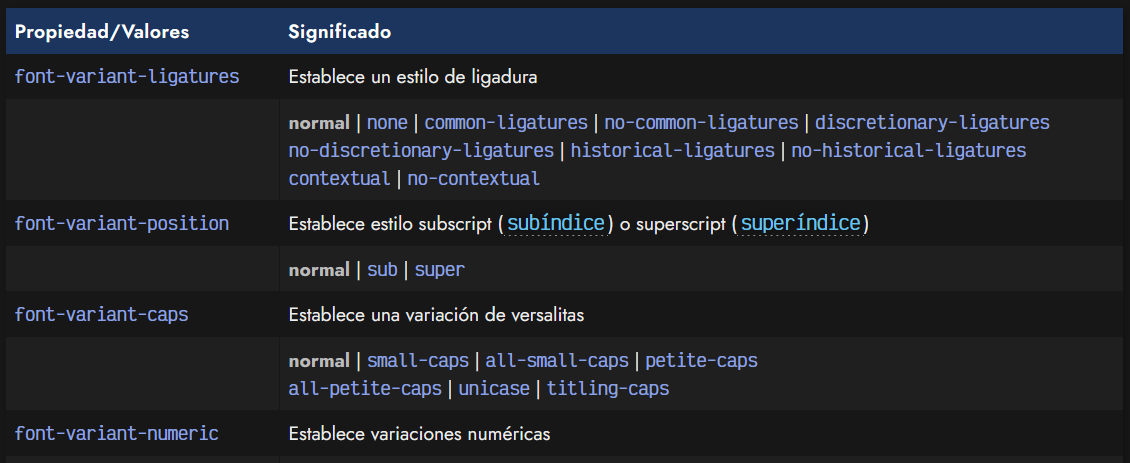 Propiedad/Valores Significado
font-variant-ligatures Establece un estilo de ligadura
normal | none | common-ligatures | no-common-ligatures | discretionary-ligatures
no-discretionary-ligatures | historical-ligatures | no-historical-ligatures
contextual | no-contextual
font-variant-position Establece estilo subscript (subíndice) o superscript (superíndice)
normal | sub | super
font-variant-caps Establece una variación de versalitas
normal | small-caps | all-small-caps | petite-caps
all-petite-caps | unicase | titling-caps
font-variant-numeric Establece variaciones numéricas